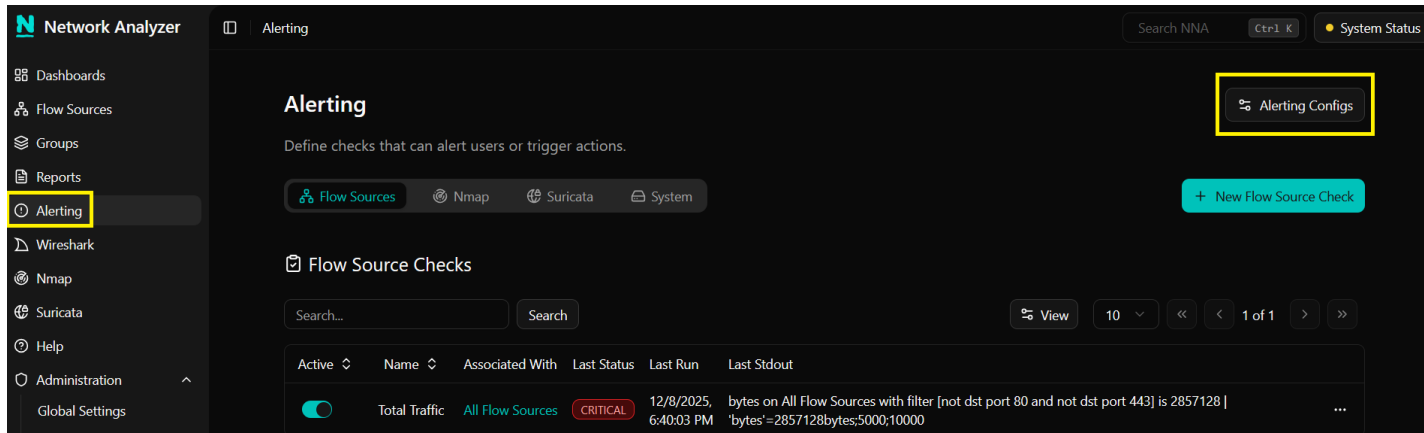 Network Analyzer
Alerting
Search NNA
Ctrl K
System Status
Dashboards
Flow Sources
Groups
Reports
Alerting
Wireshark
Nmap
Suricata
Help
Administration
Global Settings
Alerting
Alerting Configs
Define checks that can alert users or trigger actions.
Flow Sources Nmap Suricata System
+ New Flow Source Check
Flow Source Checks
Search... Search
View 10 1 of 1
Active Name Associated With Last Status Last Run Last Stdout
Total Traffic All Flow Sources CRITICAL
12/8/2025,
6:40:03 PM
bytes on All Flow Sources with filter [not dst port 80 and not dst port 443] is 2857128 |
'bytes'=2857128bytes;5000;10000